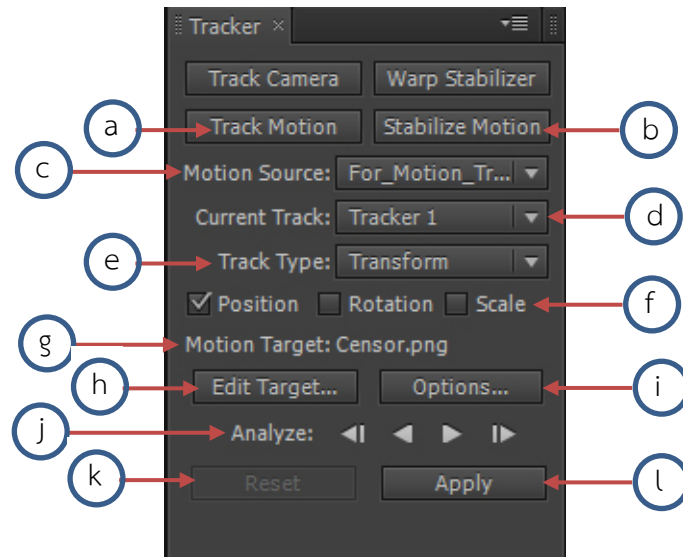 Tracker ×
Track Camera Warp Stabilizer
a Track Motion Stabilize Motion b
c Motion Source: For_Motion_Tr...
Current Track: Tracker 1 d
e Track Type: Transform
Position Rotation Scale f
g Motion Target: Censor.png
h Edit Target... Options... i
j Analyze:
k Reset Apply l